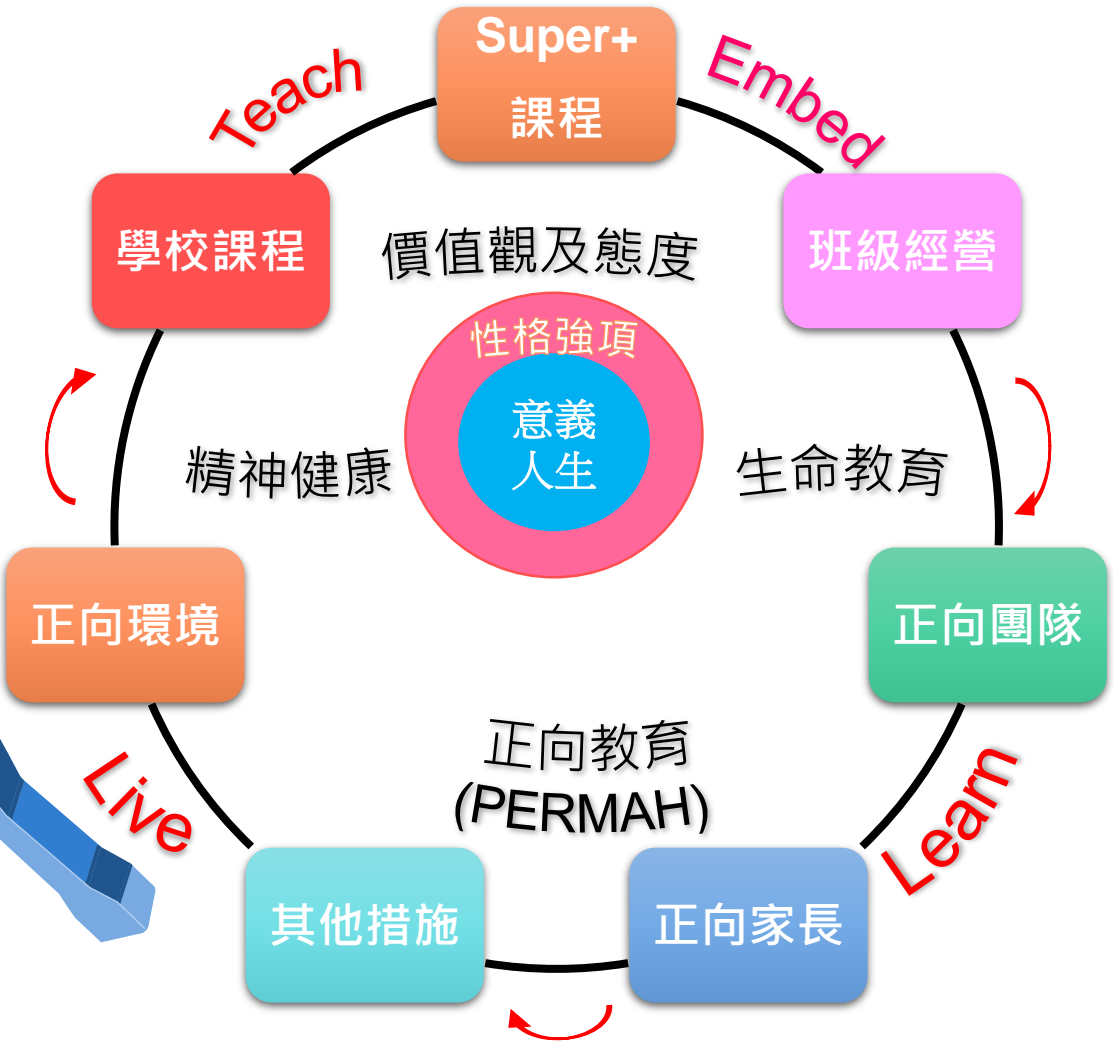 Super+
課程
Teach
Embed
學校課程
價值觀及態度
班級經營
性格強項
意義
人生
精神健康
生命教育
正向環境
正向團隊
正向教育
(PERMAH)
Live
Learn
其他措施
正向家長